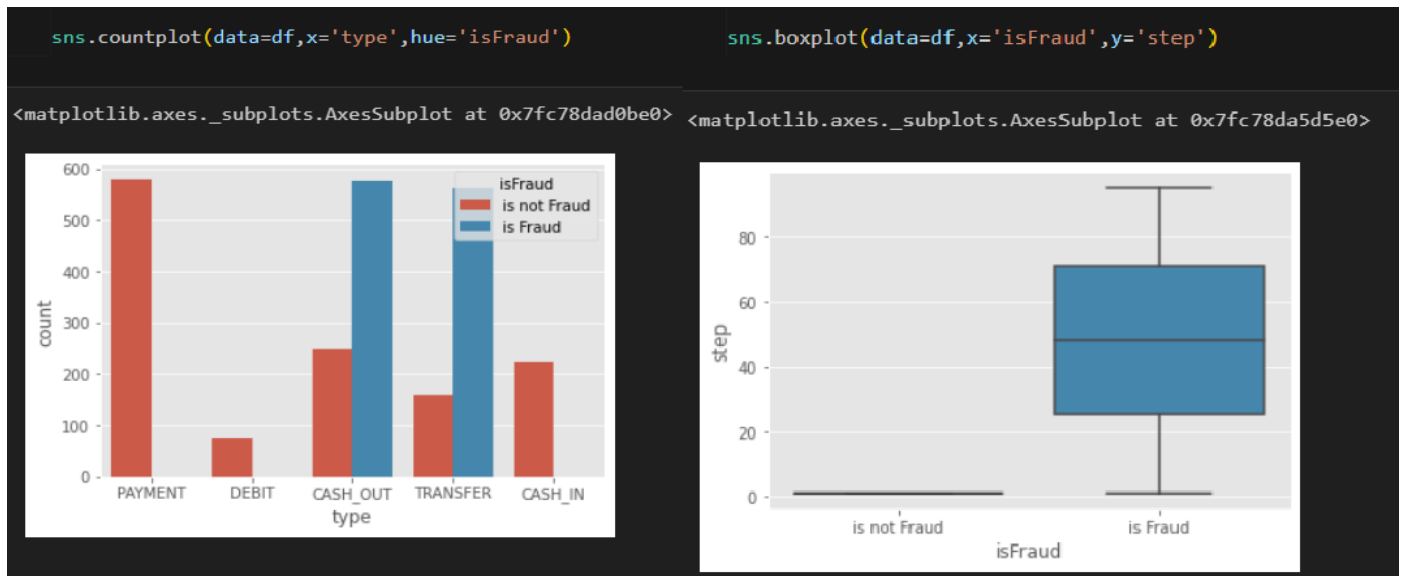 sns.countplot(data=df,x='type',hue='isFraud')
<matplotlib.axes._subplots.AxesSubplot at 0x7fc78dad0be0>
600
500
400
300
200
100
0
count
isFraud
is not Fraud
is Fraud
PAYMENT DEBIT CASH_OUT TRANSFER CASH_IN
type
sns.boxplot(data=df,x='isFraud',y='step')
<matplotlib.axes._subplots.AxesSubplot at 0x7fc78da5d5e0>
80
60
40
20
0
step
is not Fraud is Fraud
isFraud